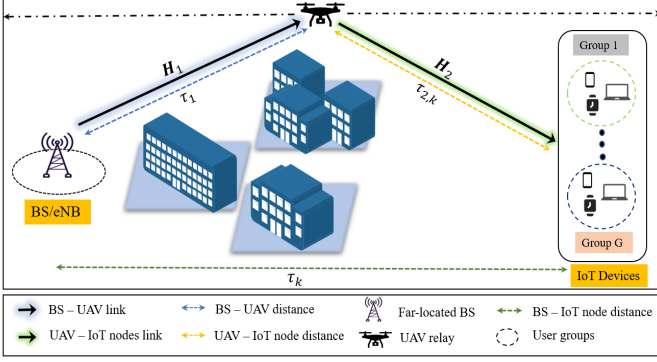 H₁
τ₁
H₂
τ₂,ₖ
Group 1
BS/eNB
Group G
τₖ
IoT Devices
BS – UAV link
BS – UAV distance
Far-located BS
BS – IoT node distance
UAV – IoT nodes link
UAV – IoT node distance
UAV relay
User groups